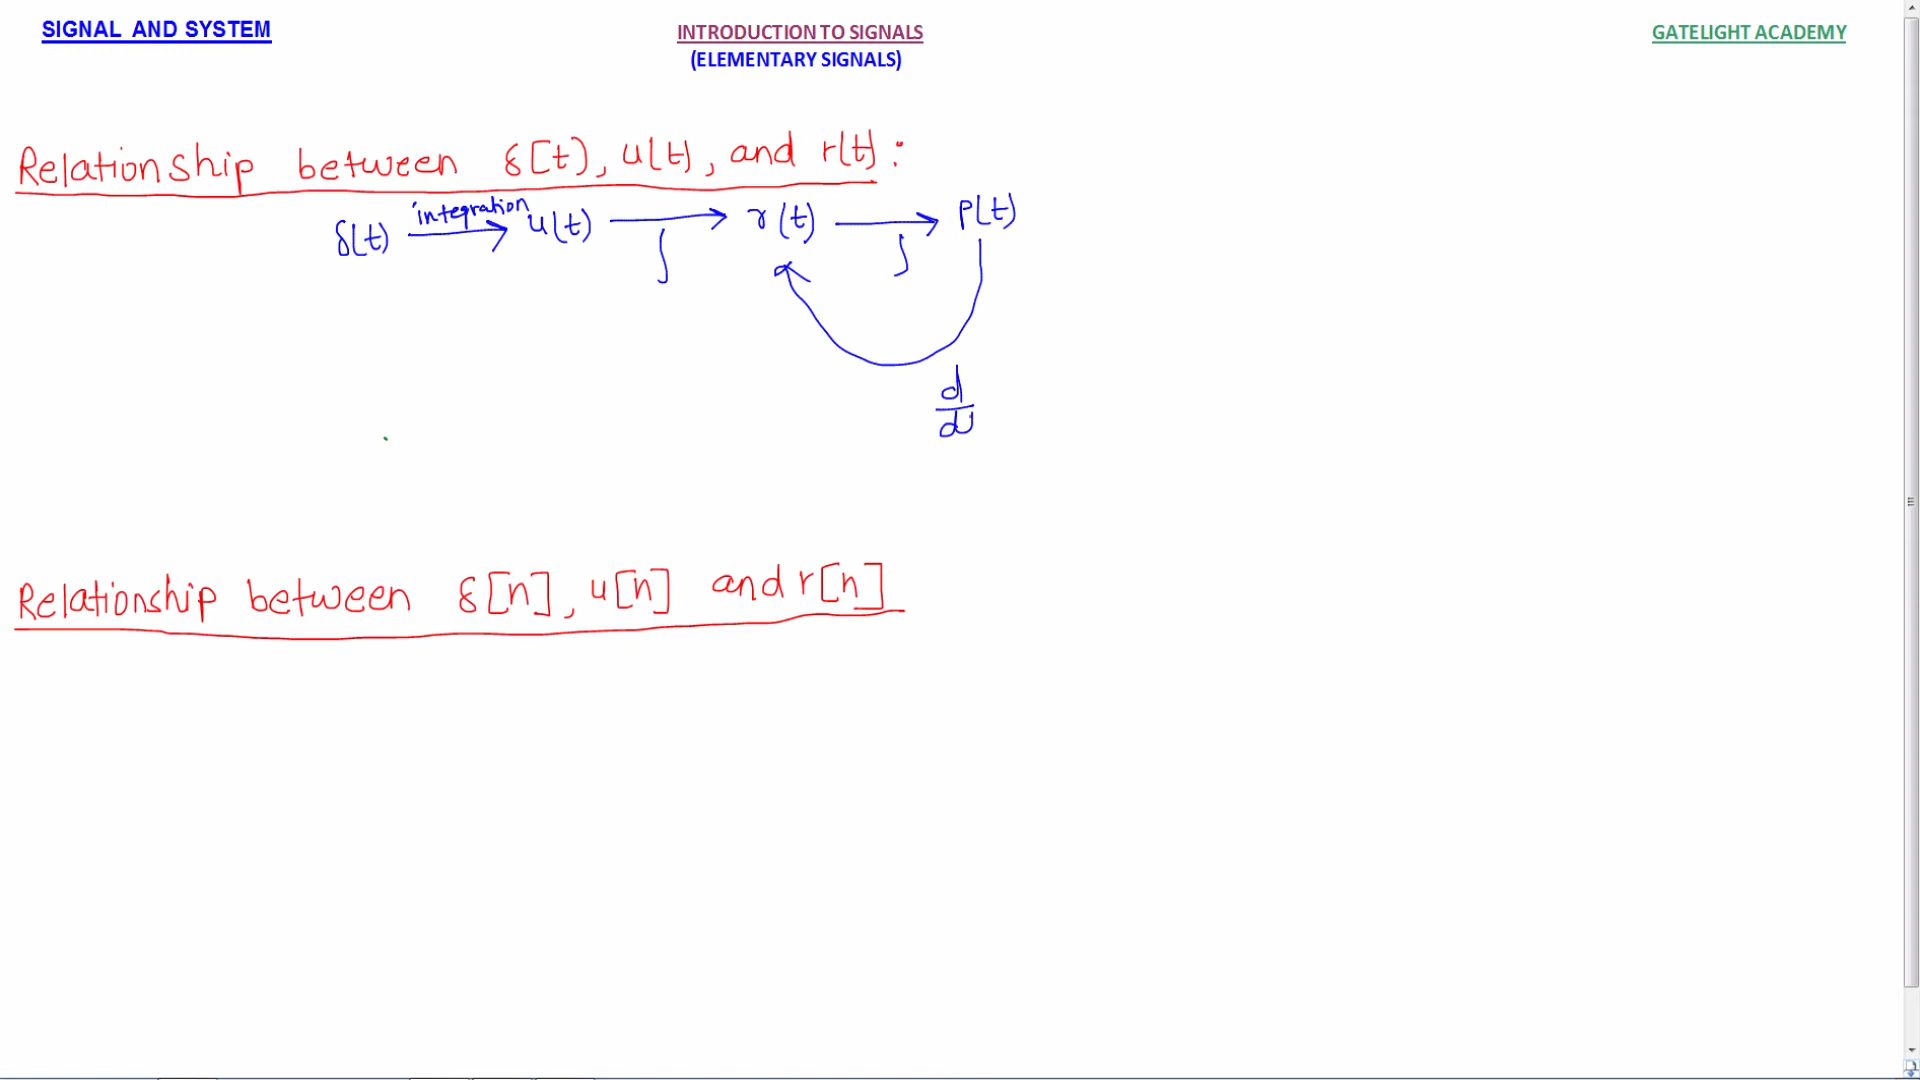 SIGNAL AND SYSTEM
INTRODUCTION TO SIGNALS
GATELIGHT ACADEMY
(ELEMENTARY SIGNALS)
Relationship between δ[t), u(t), and r(t):
δ(t) integration u(t) ∫ r(t) ∫ P(t)
d/dt
Relationship between δ[n], u[n] and r[n]